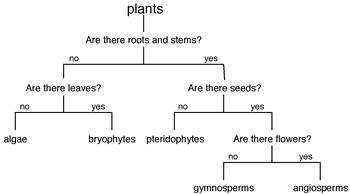 plants
Are there roots and stems?
no yes
Are there leaves? Are there seeds?
no yes no yes
algae bryophytes pteridophytes Are there flowers?
no yes
gymnosperms angiosperms